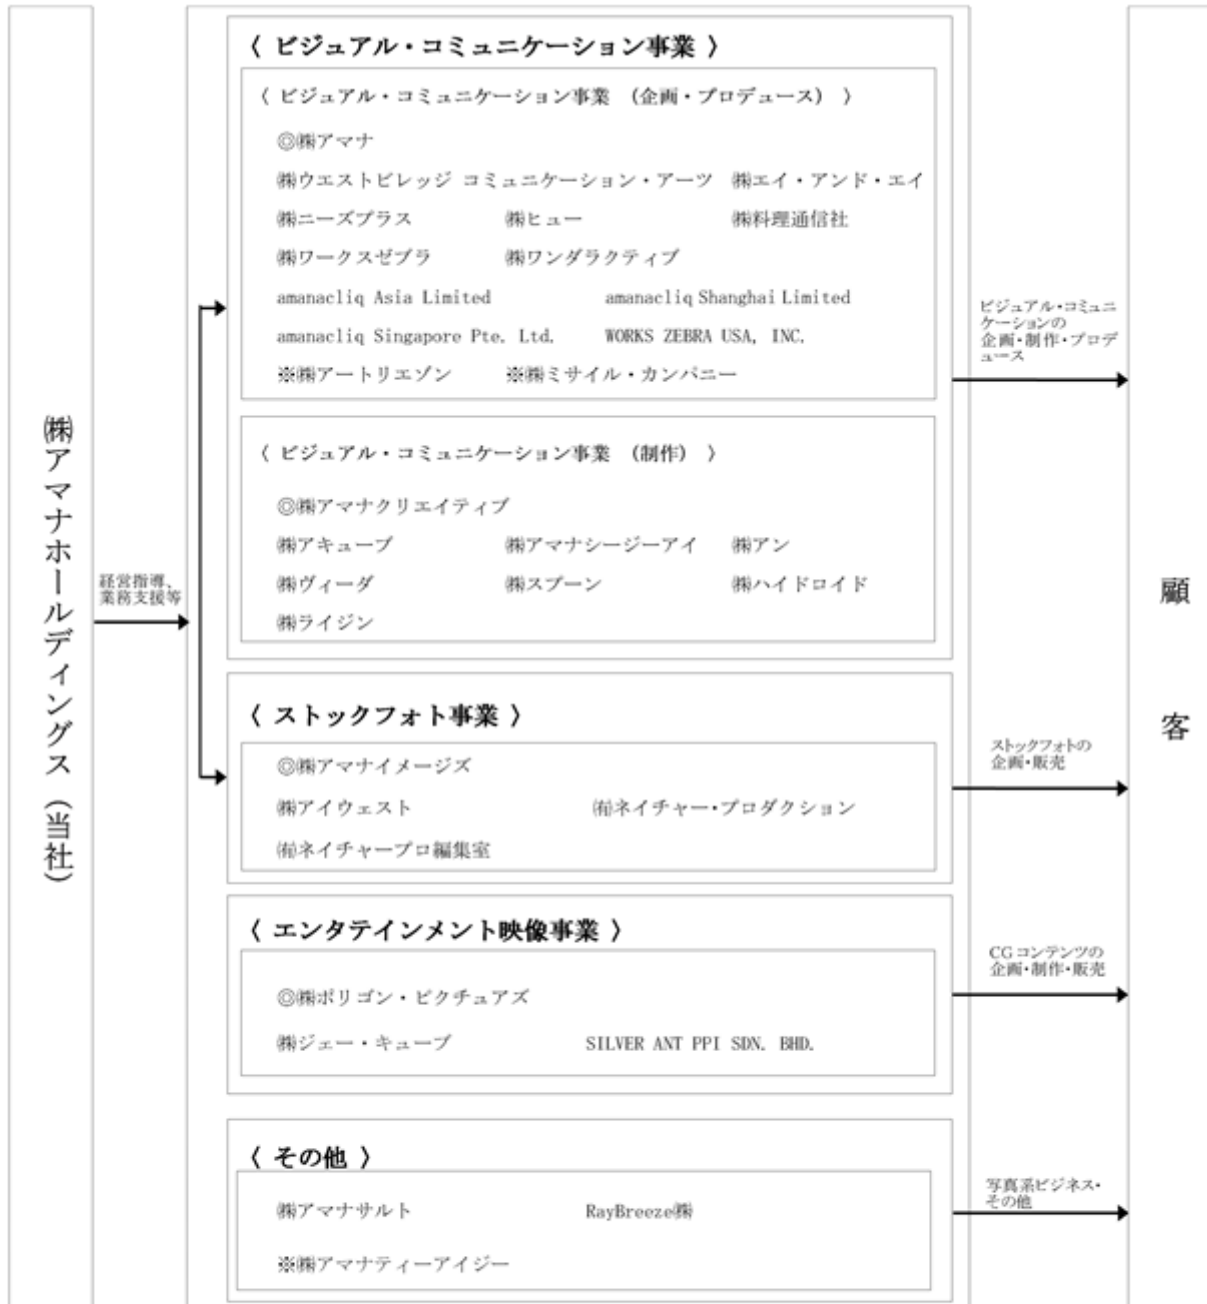 ㈱アマナホールディングス（当社）
経営指導、
業務支援等
〈 ビジュアル・コミュニケーション事業 〉
〈 ビジュアル・コミュニケーション事業 （企画・プロデュース） 〉
◎㈱アマナ
㈱ウエストビレッジ コミュニケーション・アーツ ㈱エイ・アンド・エイ
㈱ニーズプラス ㈱ヒュー ㈱料理通信社
㈱ワークスゼブラ ㈱ワンダラクティブ
amanacliq Asia Limited amanacliq Shanghai Limited
amanacliq Singapore Pte. Ltd. WORKS ZEBRA USA, INC.
※㈱アートリエゾン ※㈱ミサイル・カンパニー
〈 ビジュアル・コミュニケーション事業 （制作） 〉
◎㈱アマナクリエイティブ
㈱アキューブ ㈱アマナシージーアイ ㈱アン
㈱ヴィーダ ㈱スプーン ㈱ハイドロイド
㈱ライジン
〈 ストックフォト事業 〉
◎㈱アマナイメージズ
㈱アイウェスト ㈲ネイチャー・プロダクション
㈲ネイチャープロ編集室
〈 エンタテインメント映像事業 〉
◎㈱ポリゴン・ピクチュアズ
㈱ジェー・キューブ SILVER ANT PPI SDN. BHD.
〈 その他 〉
㈱アマナサルト RayBreeze㈱
※㈱アマナティーアイジー
ビジュアル・コミュニ
ケーションの
企画・制作・プロデ
ュース
ストックフォトの
企画・販売
CGコンテンツの
企画・制作・販売
写真系ビジネス・
その他
顧客